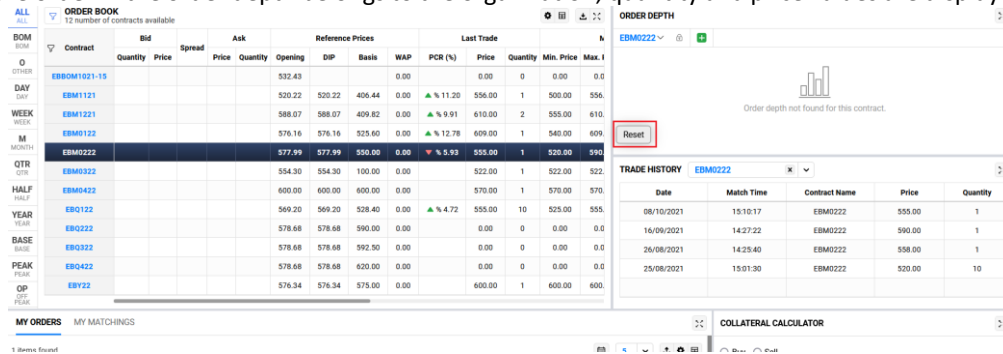 ALL
ALL
BOM
BOM
O
OTHER
DAY
DAY
WEEK
WEEK
M
MONTH
QTR
QTR
HALF
HALF
YEAR
YEAR
BASE
BASE
PEAK
PEAK
OP
OFF
PEAK
ORDER BOOK
12 number of contracts available
Contract Bid Spread Ask Reference Prices Last Trade
Quantity Price Price Quantity Opening DIP Basis WAP PCR (%) Price Quantity Min. Price Max.
EBBOM1021-15 532.43 0.00 0.00 0 0.00 0.0
EBM1121 520.22 520.22 406.44 0.00 ▲ % 11.20 556.00 1 500.00 556.
EBM1221 588.07 588.07 409.82 0.00 ▲ % 9.91 610.00 2 555.00 610.
EBM0122 576.16 576.16 525.60 0.00 ▲ % 12.78 609.00 1 540.00 609.
EBM0222 577.99 577.99 550.00 0.00 ▼ % 5.93 555.00 1 520.00 590.
EBM0322 554.30 554.30 100.00 0.00 522.00 1 522.00 522.
EBM0422 600.00 600.00 600.00 0.00 570.00 1 570.00 570.
EBQ122 569.20 569.20 528.40 0.00 ▲ % 4.72 555.00 10 525.00 555.
EBQ222 578.68 578.68 590.00 0.00 0.00 0 0.00 0.0
EBQ322 578.68 578.68 592.50 0.00 0.00 0 0.00 0.0
EBQ422 578.68 578.68 620.00 0.00 0.00 0 0.00 0.0
EBY22 576.34 576.34 575.00 0.00 600.00 1 600.00 600.
ORDER DEPTH
EBM0222
Order depth not found for this contract.
Reset
TRADE HISTORY EBM0222
Date Match Time Contract Name Price Quantity
08/10/2021 15:10:17 EBM0222 555.00 1
16/09/2021 14:27:22 EBM0222 590.00 1
26/08/2021 14:25:40 EBM0222 558.00 1
25/08/2021 15:01:30 EBM0222 520.00 10
MY ORDERS MY MATCHINGS
1 items found 5
COLLATERAL CALCULATOR
Buy Sell